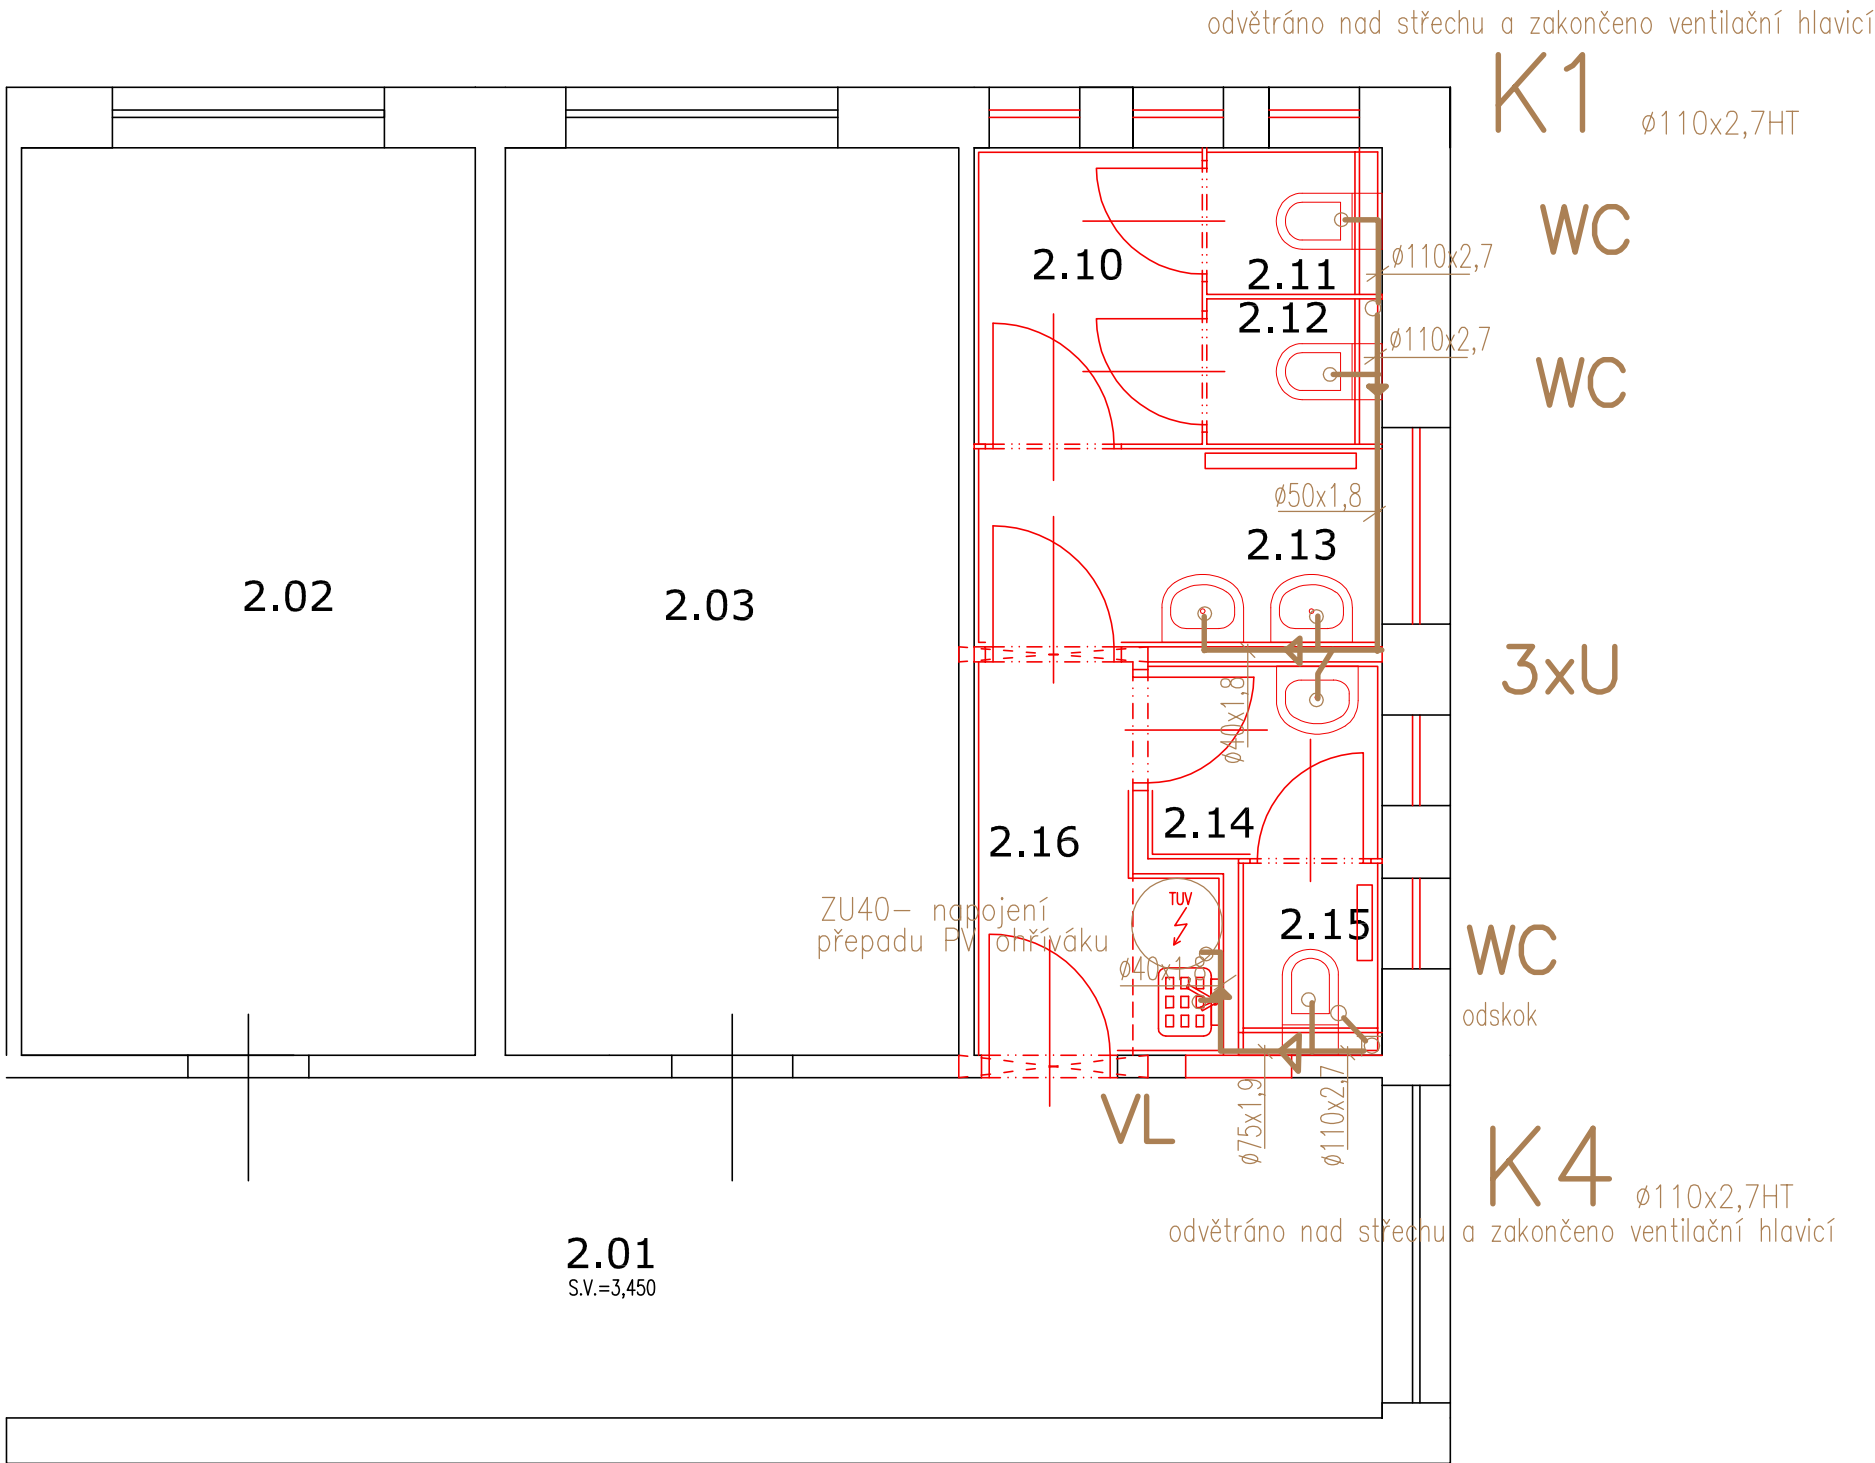 odvětráno nad střechu a zakončeno ventilační hlavicí
K1 ø110x2,7HT
WC
2.10
2.11
ø110x2,7
2.12
ø110x2,7
WC
ø50x1,8
2.13
2.02
2.03
3xU
ø40x1,8
2.14
2.16
TUV
ZU40– napojení
přepadu PV ohříváku
2.15
WC
ø40x1,8
odskok
VL
ø75x1,9
ø110x2,7
K4 ø110x2,7HT
odvětráno nad střechu a zakončeno ventilační hlavicí
2.01
S.V.=3,450